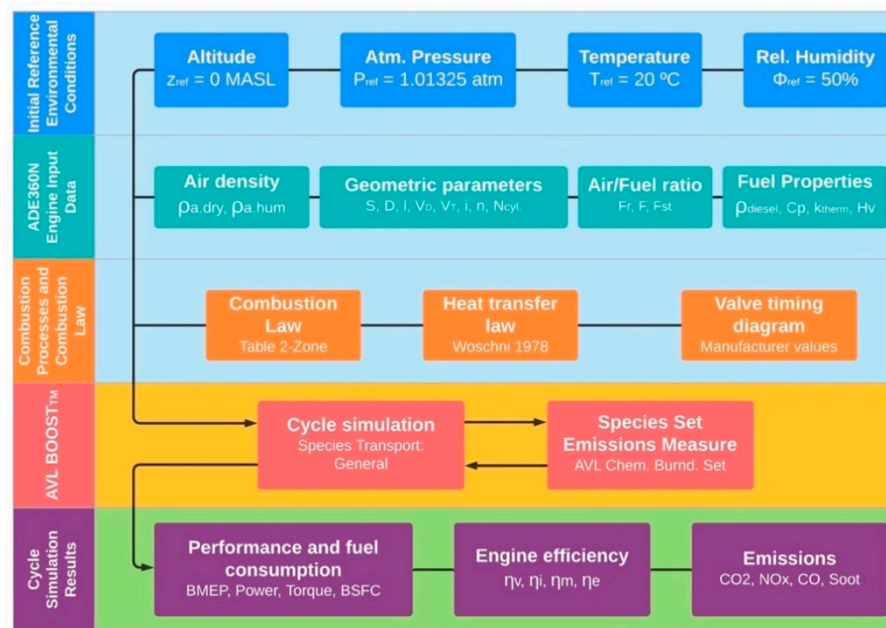 Initial Reference
Environmental
Conditions
Altitude
zref = 0 MASL
Atm. Pressure
Pref = 1.01325 atm
Temperature
Tref = 20 ºC
Rel. Humidity
Φref = 50%
ADE360N
Engine Input
Data
Air density
ρa.dry, ρa.hum
Geometric parameters
S, D, l, VD, VT, i, n, Ncyl.
Air/Fuel ratio
Fr, F, Fst
Fuel Properties
ρdiesel, Cp, ktherm, Hv
Combustion
Processes and
Combustion
Law
Combustion
Law
Table 2-Zone
Heat transfer
law
Woschni 1978
Valve timing
diagram
Manufacturer values
AVL BOOST™
Cycle simulation
Species Transport:
General
Species Set
Emissions Measure
AVL Chem. Burnd. Set
Cycle
Simulation
Results
Performance and fuel
consumption
BMEP, Power, Torque, BSFC
Engine efficiency
ηv, ηi, ηm, ηe
Emissions
CO2, NOx, CO, Soot